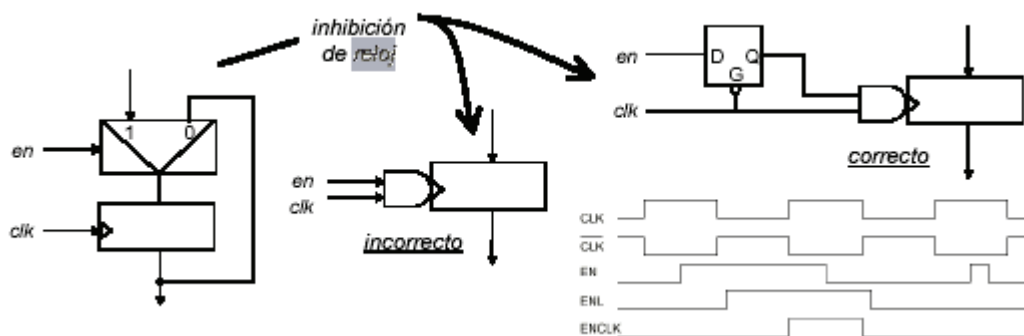 inhibición
de reloj
en
D Q
G
clk
correcto
1 0
en
clk
en
clk
incorrecto
CLK
CLK
EN
ENL
ENCLK